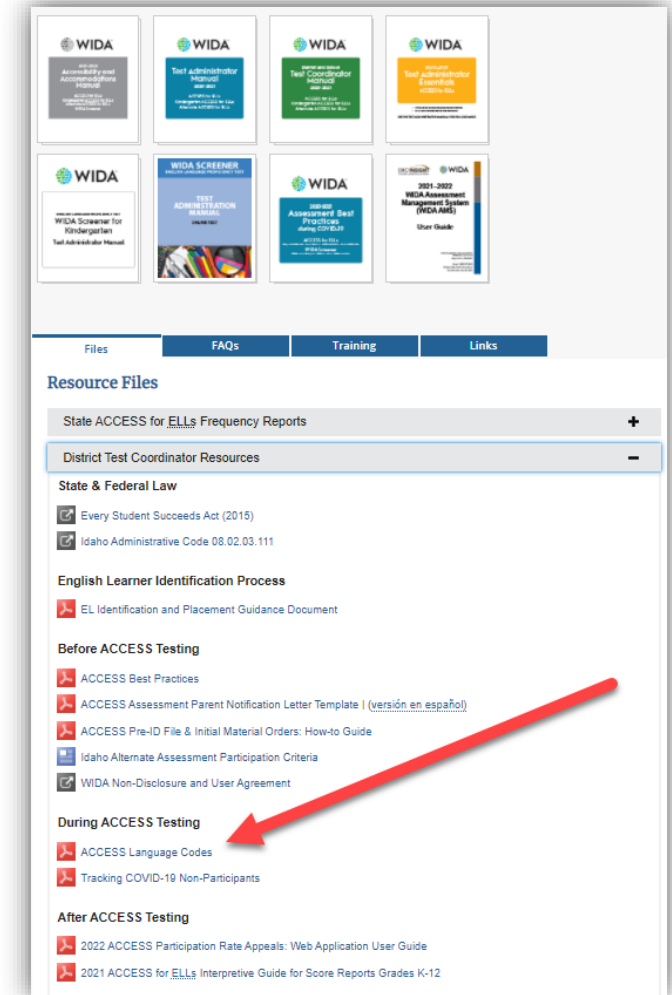 WIDA
Accessibility and
Accommodations
Manual
WIDA
Test Administrator
Manual
2020-2021
WIDA
Test Coordinator
Manual
2020-2021
WIDA
Test Administrator
Essentials
WIDA
WIDA Screener for
Kindergarten
Test Administrator Manual
WIDA SCREENER
ENGLISH LANGUAGE PROFICIENCY TEST
TEST
ADMINISTRATION
MANUAL
WIDA
Assessment Best
Practices
during COVID-19
WIDA
2021–2022
WIDA Assessment
Management System
(WIDA AMS)
User Guide
Files
FAQs
Training
Links
Resource Files
State ACCESS for ELLs Frequency Reports
District Test Coordinator Resources
State & Federal Law
Every Student Succeeds Act (2015)
Idaho Administrative Code 08.02.03.111
English Learner Identification Process
EL Identification and Placement Guidance Document
Before ACCESS Testing
ACCESS Best Practices
ACCESS Assessment Parent Notification Letter Template | (versión en español)
ACCESS Pre-ID File & Initial Material Orders: How-to Guide
Idaho Alternate Assessment Participation Criteria
WIDA Non-Disclosure and User Agreement
During ACCESS Testing
ACCESS Language Codes
Tracking COVID-19 Non-Participants
After ACCESS Testing
2022 ACCESS Participation Rate Appeals: Web Application User Guide
2021 ACCESS for ELLs Interpretive Guide for Score Reports Grades K-12